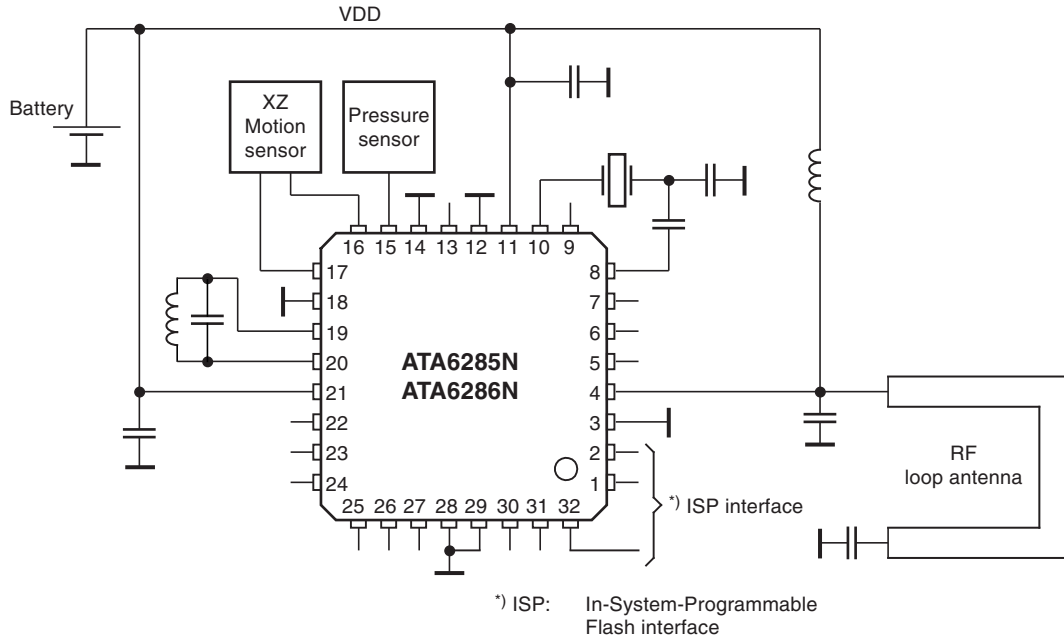 VDD
Battery
XZ
Motion
sensor
Pressure
sensor
16 15 14 13 12 11 10 9
17
18
19
20
21
22
23
24
8
7
6
5
4
3
2
1
ATA6285N
ATA6286N
25 26 27 28 29 30 31 32
*) ISP interface
RF
loop antenna
*) ISP: In-System-Programmable
Flash interface